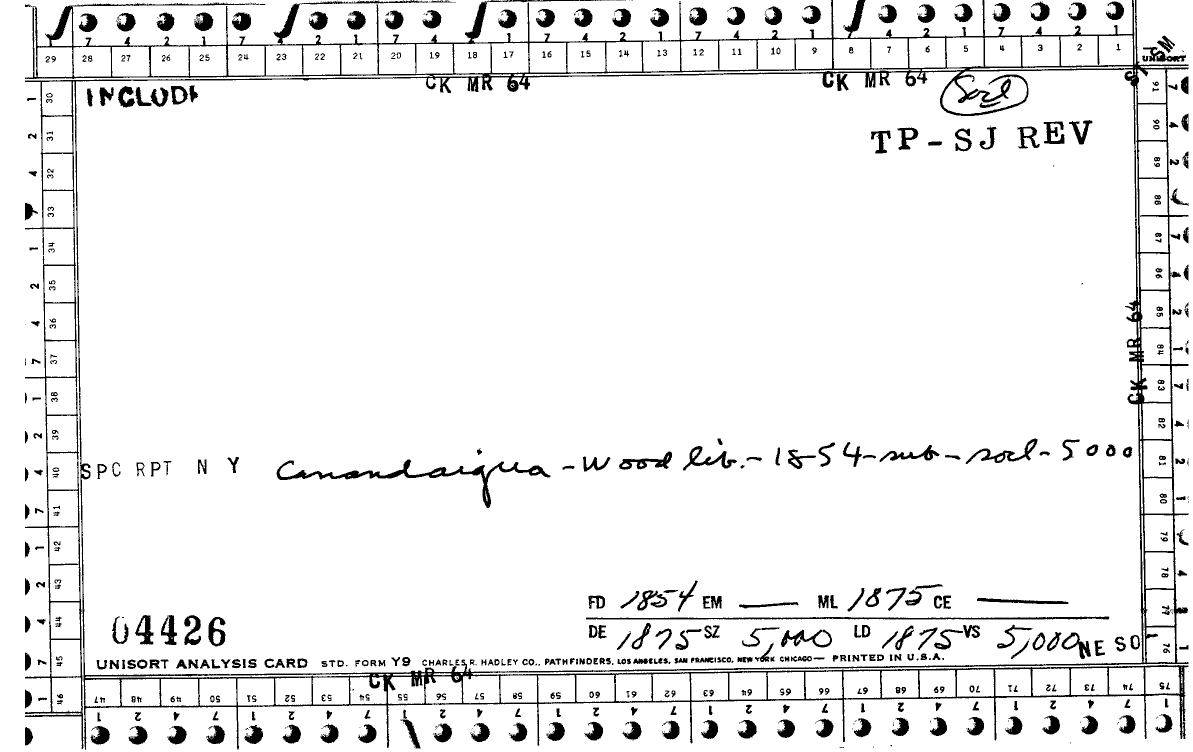 7 4 2 1 7 4 2 1 7 4 2 1 7 4 2 1 7 4 2 1 7 4 2 1
29 28 27 26 25 24 23 22 21 20 19 18 17 16 15 14 13 12 11 10 9 8 7 6 5 4 3 2 1
UNISORT
CK MR 64 CK MR 64 Socl
INCLUDE
TP-SJ REV
30 31 32 33 34 35 36 37 38 39 40 41 42 43 44 45 46
91 90 89 88 87 86 85 84 83 82 81 80 79 78 77 76
CK MR 64
SPC RPT N Y Canandaigua - Wood lib. - 1854 - sub - socl - 5000
FD 1854 EM — ML 1875 CE —
04426 DE 1875 SZ 5,000 LD 1875 VS 5,000 NE SO
UNISORT ANALYSIS CARD STD. FORM Y9 CHARLES R. HADLEY CO., PATHFINDERS, LOS ANGELES, SAN FRANCISCO, NEW YORK CHICAGO — PRINTED IN U.S.A.
CK MR 64
47 48 49 50 51 52 53 54 55 56 57 58 59 60 61 62 63 64 65 66 67 68 69 70 71 72 73 74 75
1 2 4 7 1 2 4 7 1 2 4 7 1 2 4 7 1 2 4 7 1 2 4 7 1 2 4 7 1